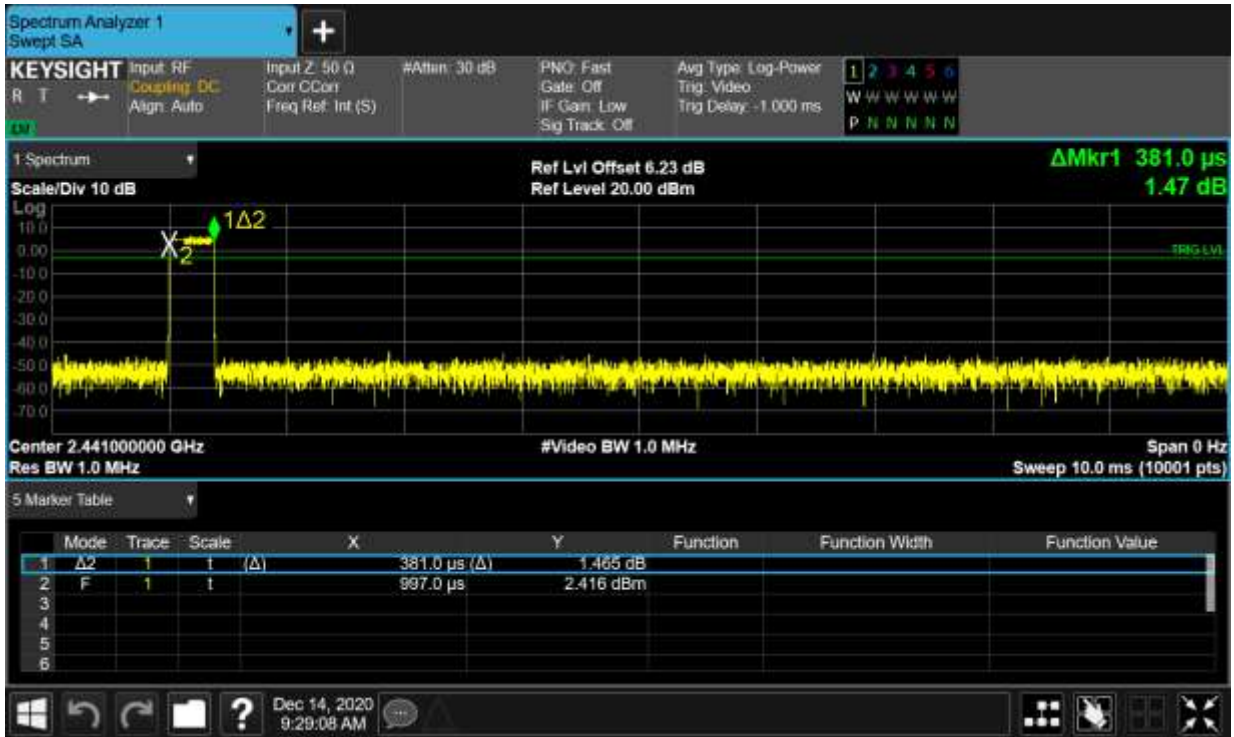 Spectrum Analyzer 1
Swept SA
+
KEYSIGHT Input: RF Input Z: 50 Ω #Atten: 30 dB PNO: Fast Avg Type: Log-Power 1 2 3 4 5 6
R T Coupling: DC Corr CCorr Gate: Off Trig: Video W W W W W W
Align: Auto Freq Ref: Int (S) IF Gain: Low Trig Delay: -1.000 ms P N N N N N
Sig Track: Off
1 Spectrum
Ref Lvl Offset 6.23 dB ΔMkr1 381.0 µs
Scale/Div 10 dB Ref Level 20.00 dBm 1.47 dB
Log
10.0
0.00
-10.0
-20.0
-30.0
-40.0
-50.0
-60.0
-70.0
1Δ2
2
TRIG LVL
Center 2.441000000 GHz #Video BW 1.0 MHz Span 0 Hz
Res BW 1.0 MHz Sweep 10.0 ms (10001 pts)
5 Marker Table
Mode Trace Scale X Y Function Function Width Function Value
1 Δ2 1 t (Δ) 381.0 µs (Δ) 1.465 dB
2 F 1 t 997.0 µs 2.416 dBm
3
4
5
6
? Dec 14, 2020
9:29:08 AM